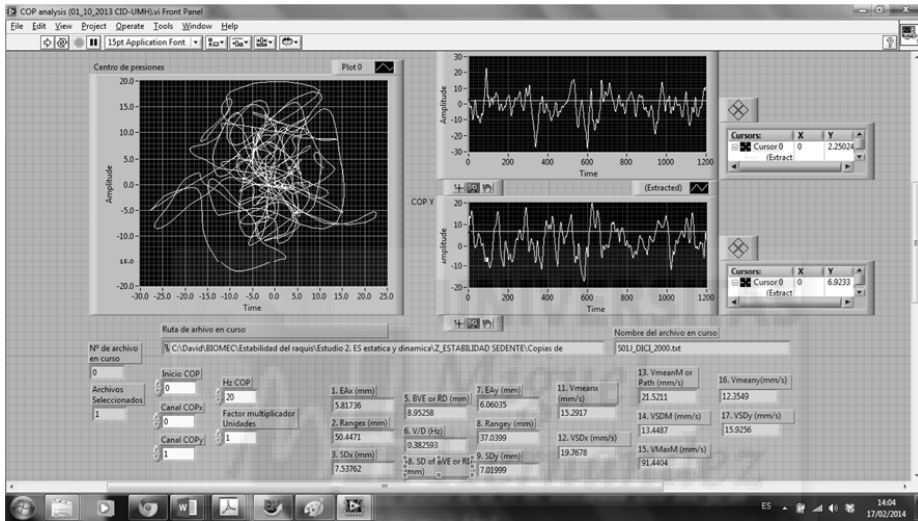 COP analysis (01_10_2013 CID-UMH).vi Front Panel
File Edit View Project Operate Tools Window Help
15pt Application Font
Centro de presiones
Plot 0
Amplitude
20.0
15.0
10.0
5.0
0.0
-5.0
-10.0
-15.0
-20.0
-30.0 -25.0 -20.0 -15.0 -10.0 -5.0 0.0 5.0 10.0 15.0 20.0 25.0
Time
Amplitude
30
20
10
0
-10
-20
-30
0 200 400 600 800 1000 1200
Time
Cursors: X Y
Cursor 0 0 2.25024
(Extract
COP Y
(Extracted)
Amplitude
20
10
0
-10
-20
0 200 400 600 800 1000 1200
Time
Cursors: X Y
Cursor 0 0 6.9233
(Extract
Ruta de arhivo en curso
C:\David\BIOMEC\Estabilidad del raquis\Estudio 2. ES estatica y dinamica\Z_ESTABILIDAD SEDENTE\Copias de
Nombre del archivo en curso
S01J_DICI_2000.txt
Nº de archivo en curso
0
Archivos Seleccionados
1
Inicio COP
0
Canal COPx
0
Canal COPy
1
Hz COP
20
Factor multiplicador Unidades
1
1. EAx (mm)
5.81736
2. Rangex (mm)
50.4471
3. SDx (mm)
7.53762
5. BVE or RD (mm)
8.95258
6. V/D (Hz)
0.382593
SD of BVE or RD
(mm)
7. EAy (mm)
6.06035
8. Rangey (mm)
37.0399
9. SDy (mm)
7.01999
11. Vmeanx (mm/s)
15.2917
12. VSDx (mm/s)
19.7678
13. VmeanM or Path (mm/s)
21.5211
14. VSDM (mm/s)
13.4487
15. VMaxM (mm/s)
91.4404
16. Vmeany(mm/s)
12.3549
17. VSDy (mm/s)
15.9256
UNIVERSITAS
Miguel
Hernández
ES
14:04
17/02/2014